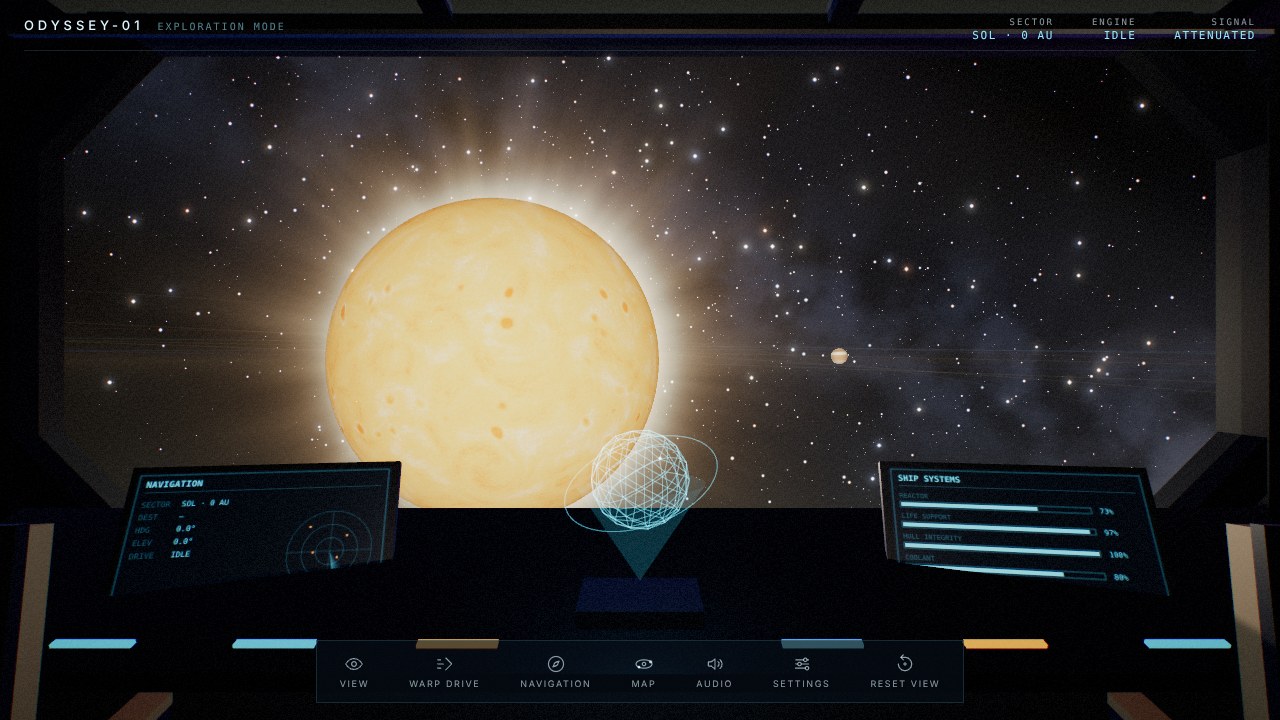 ODYSSEY-01 EXPLORATION MODE
SECTOR ENGINE SIGNAL
SOL · 0 AU IDLE ATTENUATED
NAVIGATION
SECTOR SOL · 0 AU
DEST —
HDG 0.0°
ELEV 0.0°
DRIVE IDLE
SHIP SYSTEMS
REACTOR
73%
LIFE SUPPORT
97%
HULL INTEGRITY
100%
COOLANT
80%
VIEW WARP DRIVE NAVIGATION MAP AUDIO SETTINGS RESET VIEW